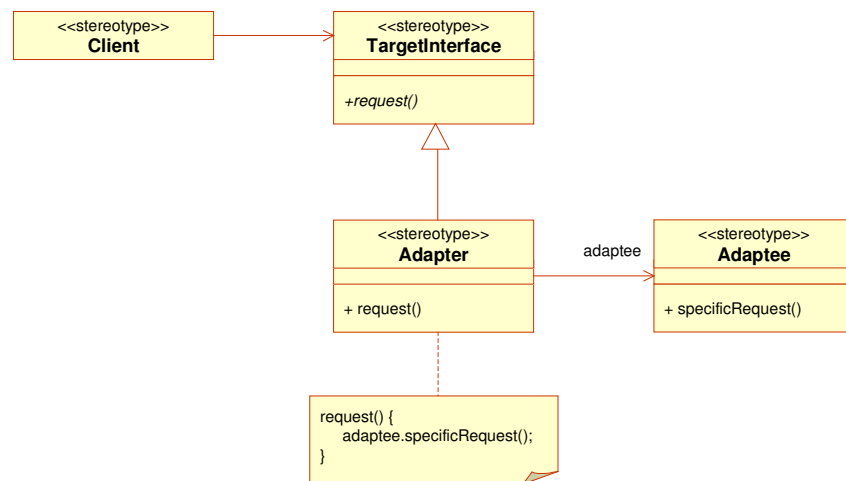 <<stereotype>>
Client
<<stereotype>>
TargetInterface
+request()
<<stereotype>>
Adapter
+ request()
adaptee
<<stereotype>>
Adaptee
+ specificRequest()
request() {
adaptee.specificRequest();
}